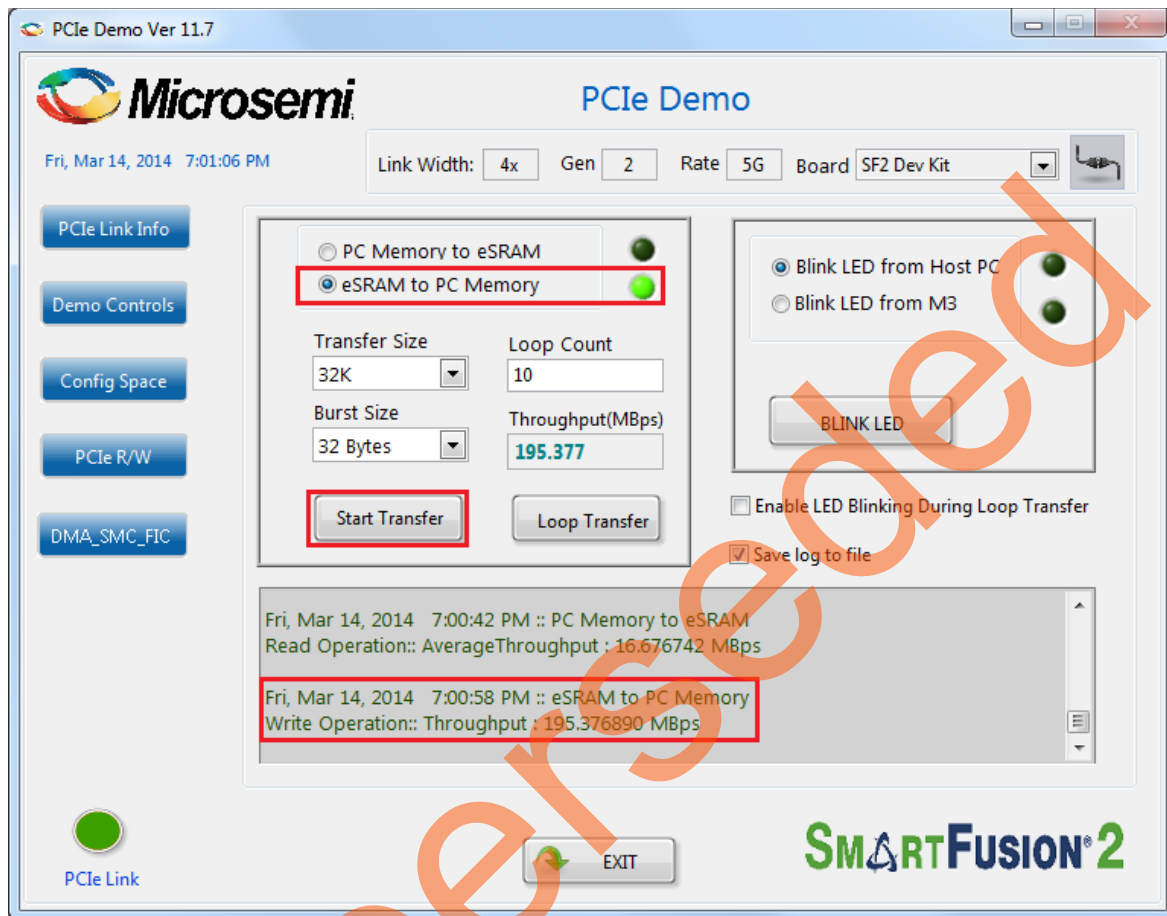 PCIe Demo Ver 11.7
Microsemi
PCIe Demo
Fri, Mar 14, 2014 7:01:06 PM
Link Width: 4x Gen 2 Rate 5G Board SF2 Dev Kit
PCIe Link Info
Demo Controls
Config Space
PCIe R/W
DMA_SMC_FIC
PC Memory to eSRAM
eSRAM to PC Memory
Transfer Size
Loop Count
32K
10
Burst Size
Throughput(MBps)
32 Bytes
195.377
Start Transfer
Loop Transfer
Blink LED from Host PC
Blink LED from M3
BLINK LED
Enable LED Blinking During Loop Transfer
Save log to file
Fri, Mar 14, 2014 7:00:42 PM :: PC Memory to eSRAM
Read Operation:: AverageThroughput : 16.676742 MBps
Fri, Mar 14, 2014 7:00:58 PM :: eSRAM to PC Memory
Write Operation:: Throughput : 195.376890 MBps
PCIe Link
EXIT
SMARTFUSION®2
erseded